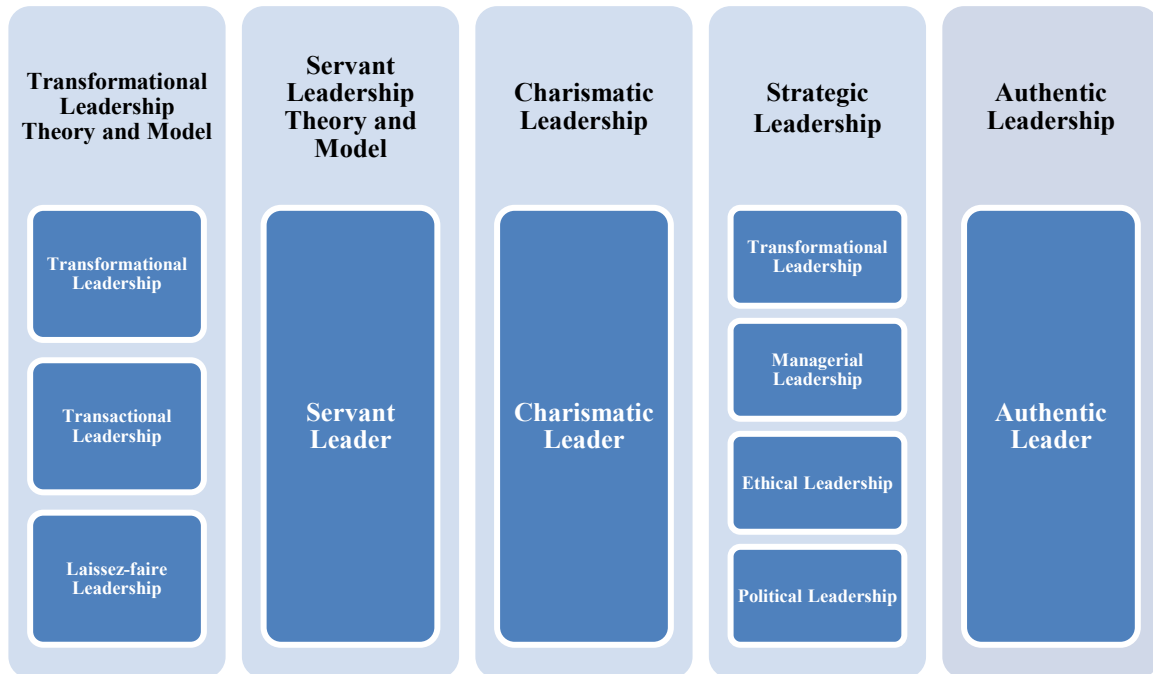 Transformational
Leadership
Theory and Model
Transformational
Leadership
Transactional
Leadership
Laissez-faire
Leadership
Servant
Leadership
Theory and
Model
Servant
Leader
Charismatic
Leadership
Charismatic
Leader
Strategic
Leadership
Transformational
Leadership
Managerial
Leadership
Ethical Leadership
Political Leadership
Authentic
Leadership
Authentic
Leader